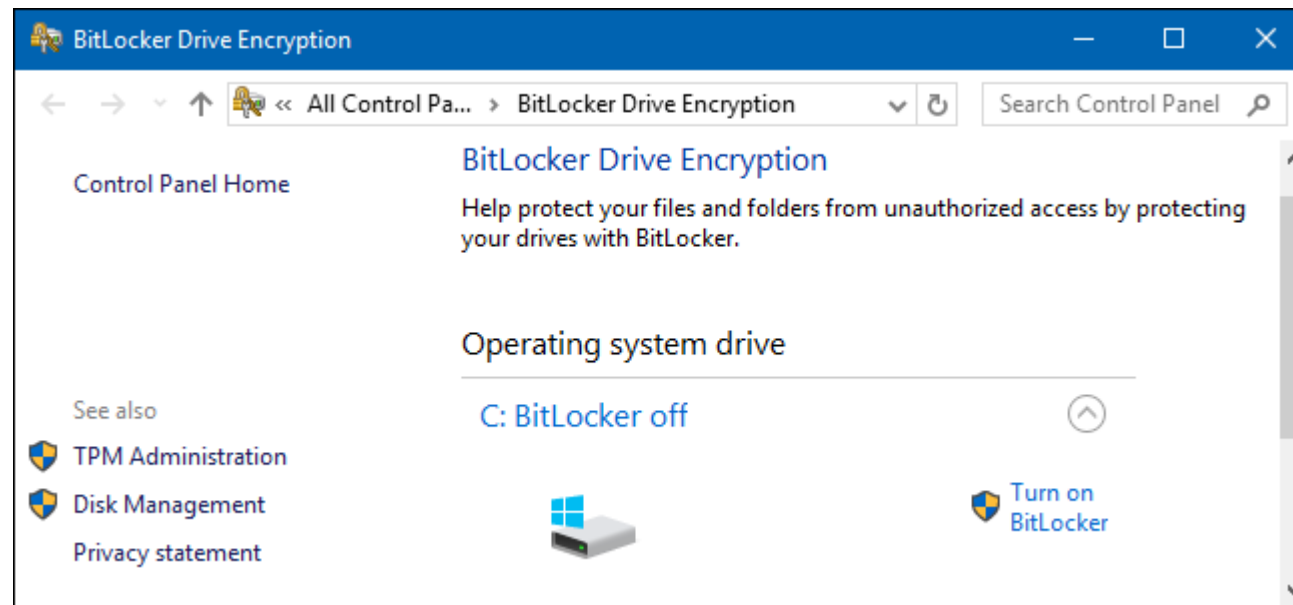 BitLocker Drive Encryption
« All Control Pa... › BitLocker Drive Encryption
Search Control Panel
Control Panel Home
BitLocker Drive Encryption
Help protect your files and folders from unauthorized access by protecting
your drives with BitLocker.
Operating system drive
C: BitLocker off
Turn on
BitLocker
See also
TPM Administration
Disk Management
Privacy statement